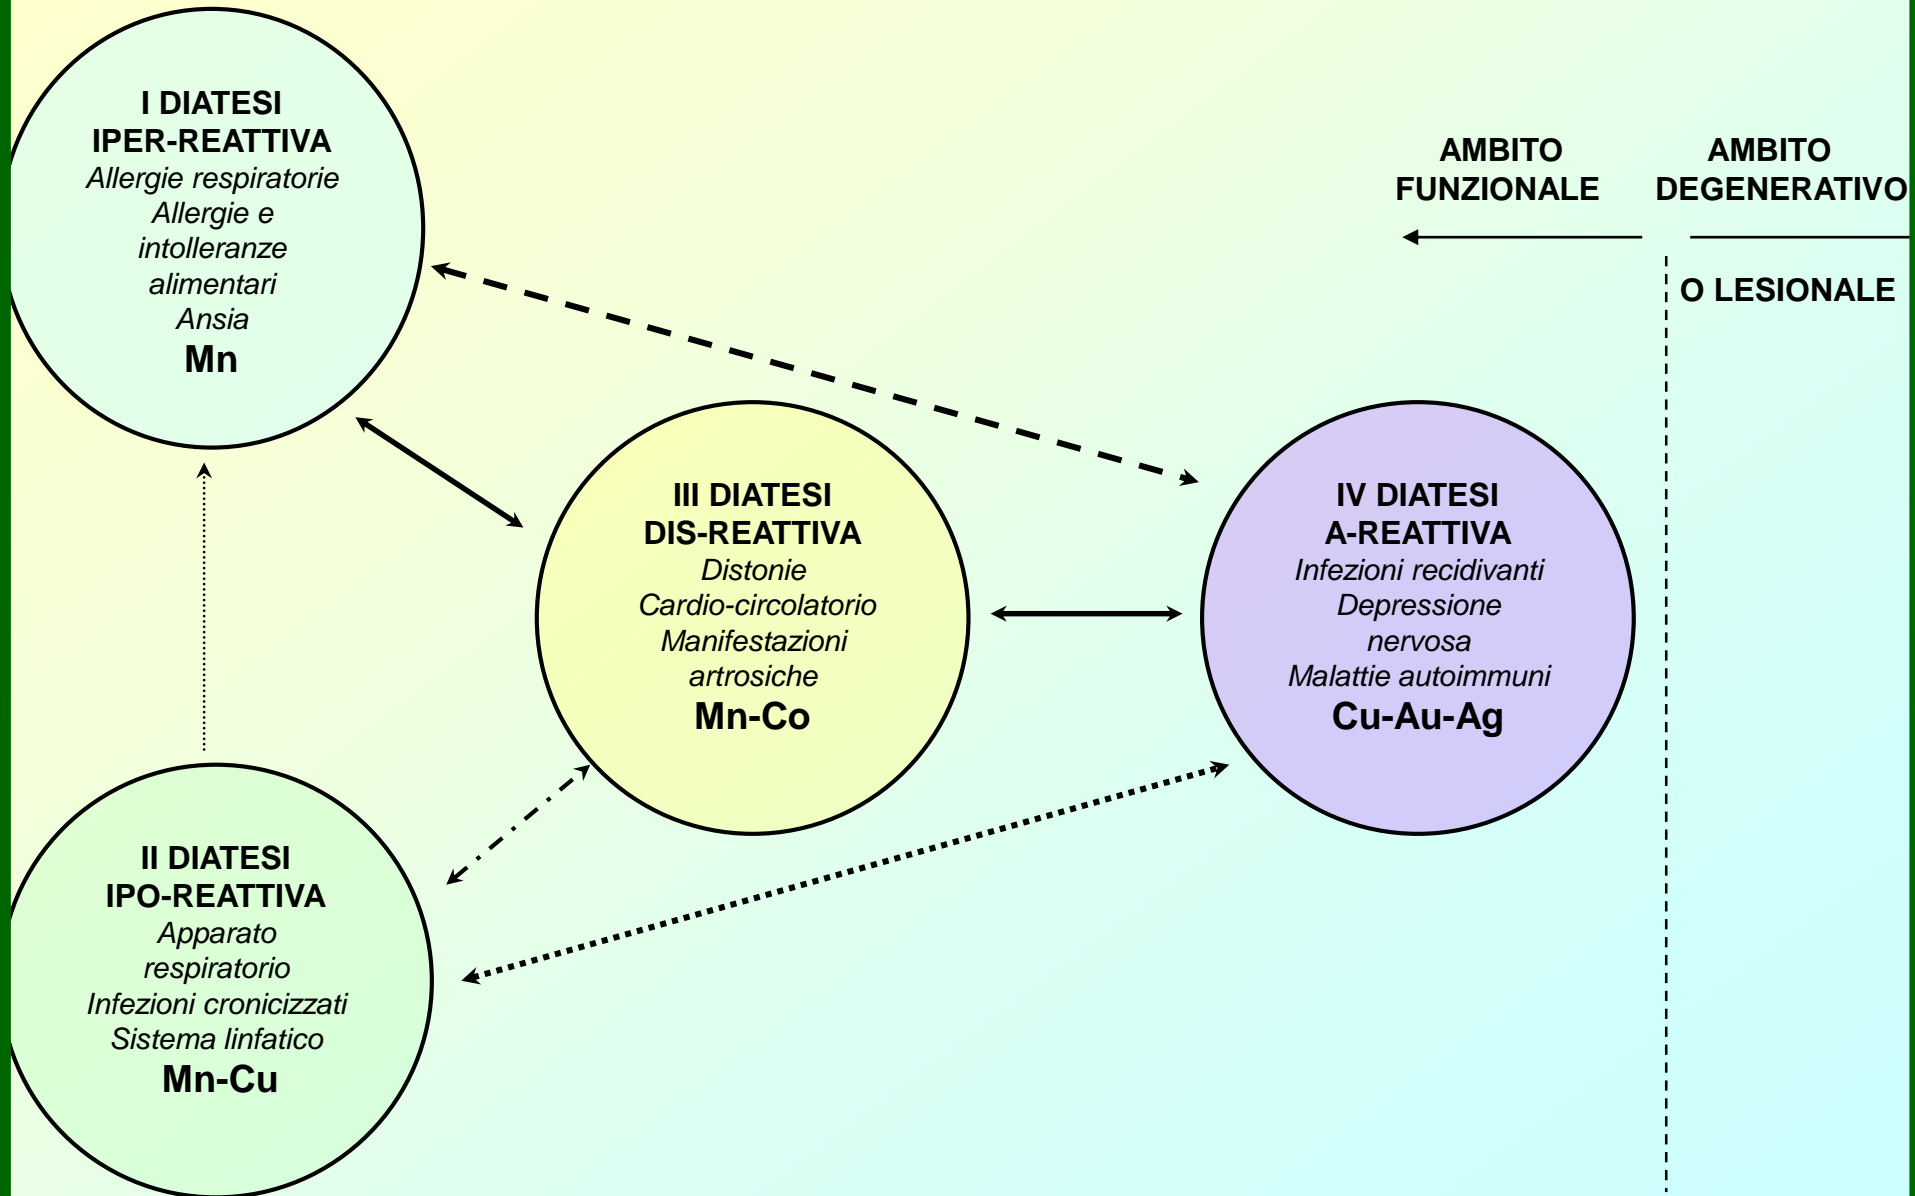 I DIATESI
IPER-REATTIVA
Allergie respiratorie
Allergie e
intolleranze
alimentari
Ansia
Mn
AMBITO
FUNZIONALE
AMBITO
DEGENERATIVO
O LESIONALE
III DIATESI
DIS-REATTIVA
Distonie
Cardio-circolatorio
Manifestazioni
artrosiche
Mn-Co
IV DIATESI
A-REATTIVA
Infezioni recidivanti
Depressione
nervosa
Malattie autoimmuni
Cu-Au-Ag
II DIATESI
IPO-REATTIVA
Apparato
respiratorio
Infezioni cronicizzati
Sistema linfatico
Mn-Cu